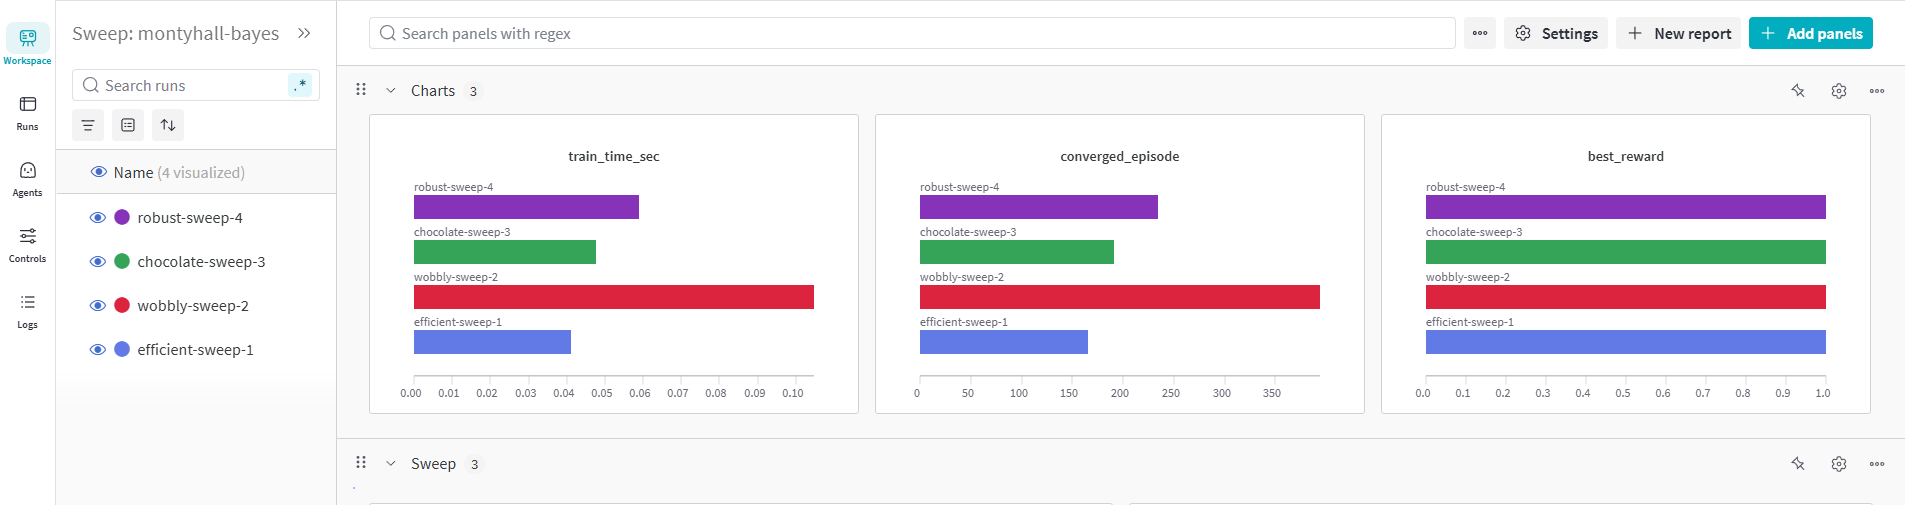 Workspace
Runs
Agents
Controls
Logs
Sweep: montyhall-bayes
Search runs
.*
Name (4 visualized)
robust-sweep-4
chocolate-sweep-3
wobbly-sweep-2
efficient-sweep-1
Search panels with regex
Settings
New report
Add panels
Charts 3
train_time_sec
robust-sweep-4
chocolate-sweep-3
wobbly-sweep-2
efficient-sweep-1
0.00 0.01 0.02 0.03 0.04 0.05 0.06 0.07 0.08 0.09 0.10
converged_episode
robust-sweep-4
chocolate-sweep-3
wobbly-sweep-2
efficient-sweep-1
0 50 100 150 200 250 300 350
best_reward
robust-sweep-4
chocolate-sweep-3
wobbly-sweep-2
efficient-sweep-1
0.0 0.1 0.2 0.3 0.4 0.5 0.6 0.7 0.8 0.9 1.0
Sweep 3